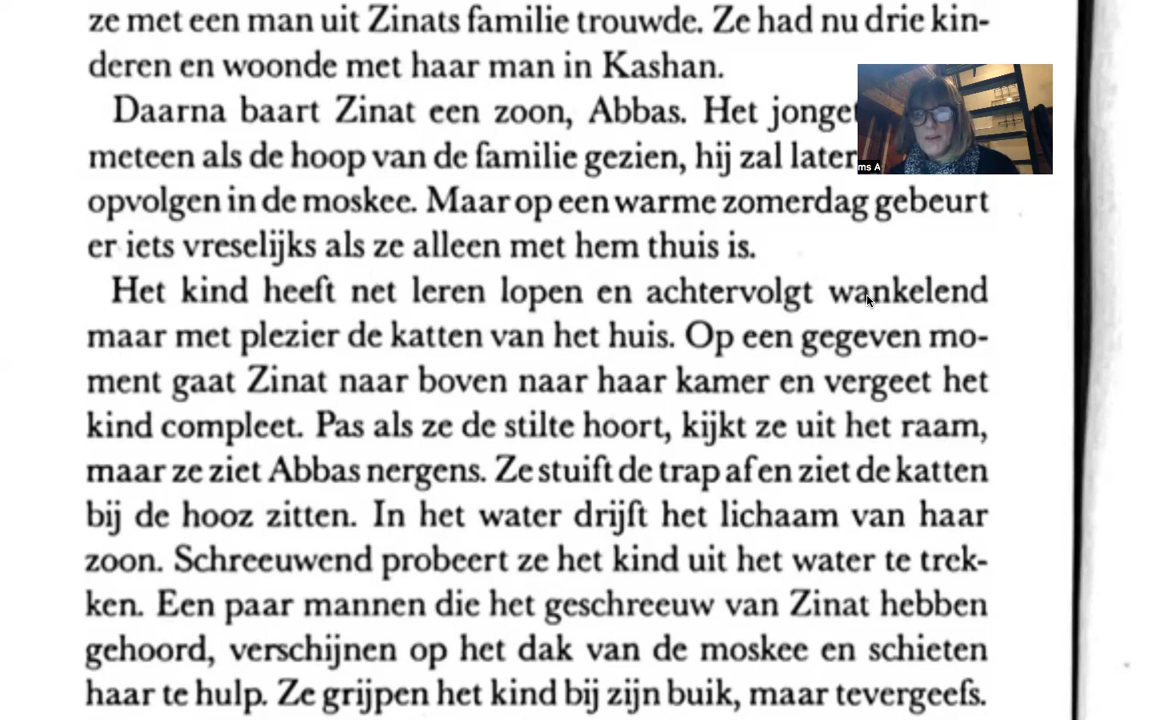 ze met een man uit Zinats familie trouwde. Ze had nu drie kin-
deren en woonde met haar man in Kashan.
Daarna baart Zinat een zoon, Abbas. Het jonget
meteen als de hoop van de familie gezien, hij zal later
ms A
opvolgen in de moskee. Maar op een warme zomerdag gebeurt
er iets vreselijks als ze alleen met hem thuis is.
Het kind heeft net leren lopen en achtervolgt wankelend
maar met plezier de katten van het huis. Op een gegeven mo-
ment gaat Zinat naar boven naar haar kamer en vergeet het
kind compleet. Pas als ze de stilte hoort, kijkt ze uit het raam,
maar ze ziet Abbas nergens. Ze stuift de trap af en ziet de katten
bij de hooz zitten. In het water drijft het lichaam van haar
zoon. Schreeuwend probeert ze het kind uit het water te trek-
ken. Een paar mannen die het geschreeuw van Zinat hebben
gehoord, verschijnen op het dak van de moskee en schieten
haar te hulp. Ze grijpen het kind bij zijn buik, maar tevergeefs.